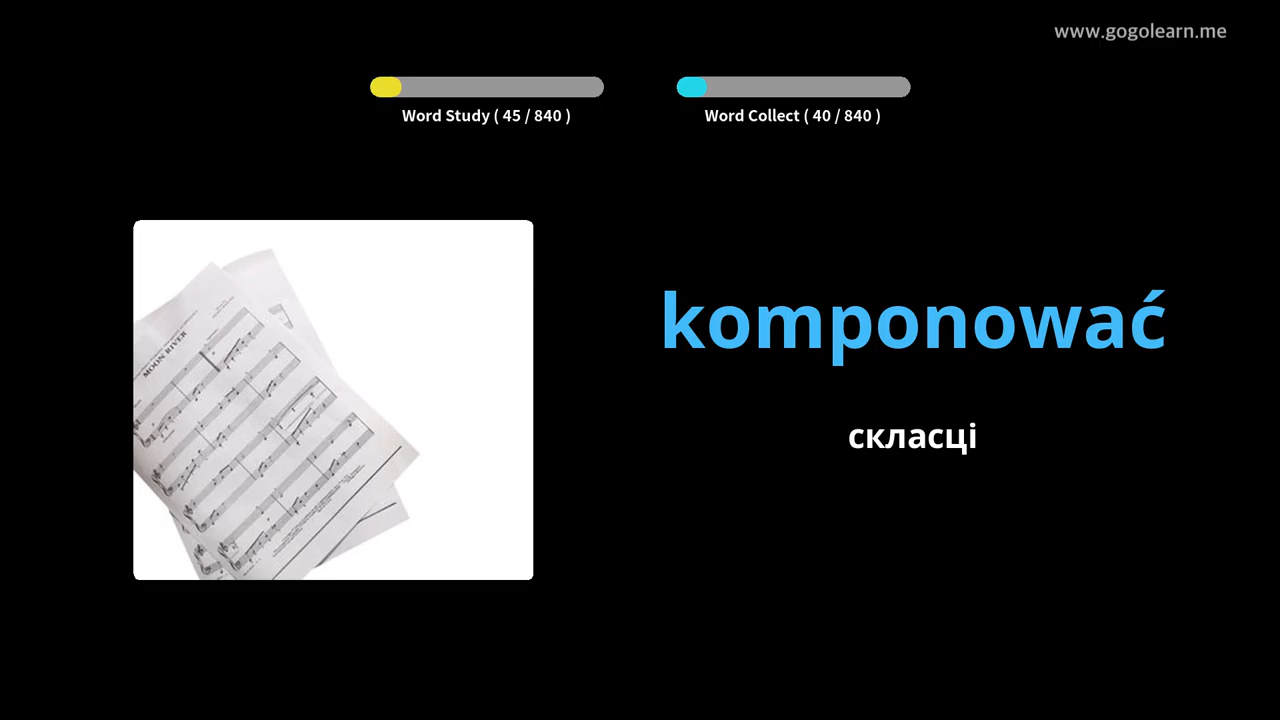 www.gogolearn.me
Word Study ( 45 / 840 )
Word Collect ( 40 / 840 )
komponować
скласці
MOON RIVER